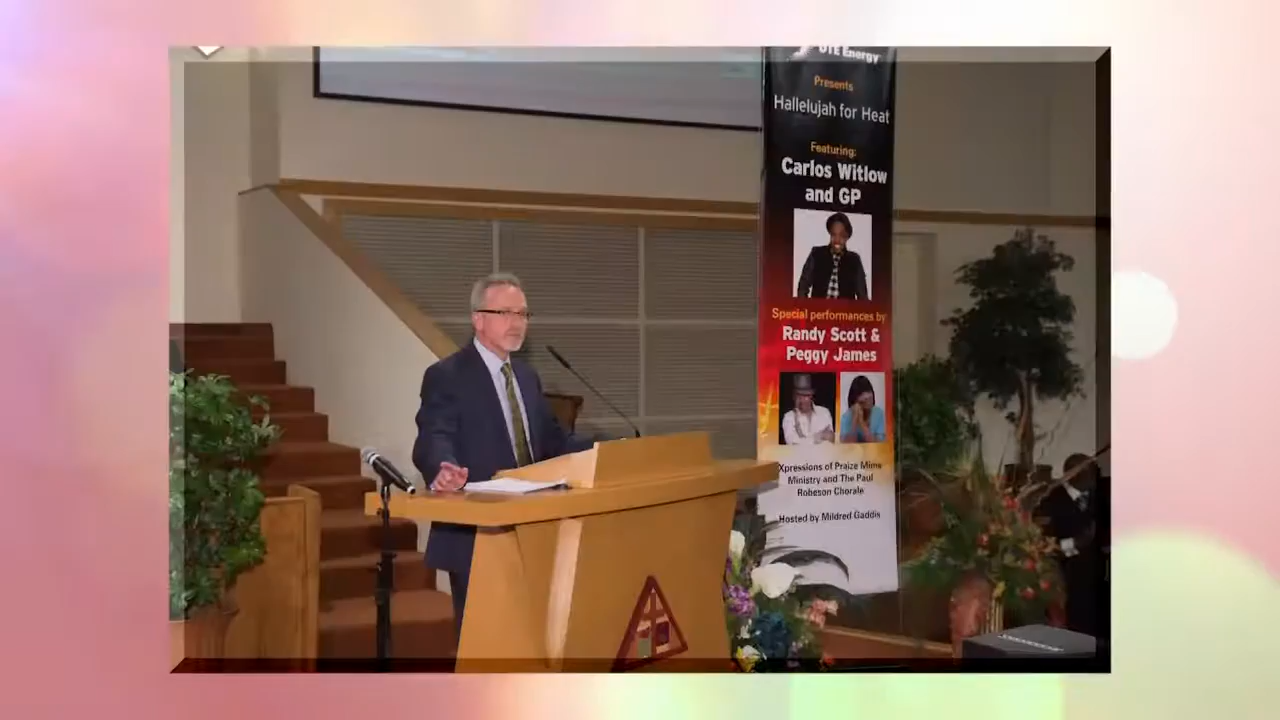 DTE Energy
Presents
Hallelujah for Heat
Featuring:
Carlos Witlow
and GP
Special performances by
Randy Scott &
Peggy James
Xpressions of Praize Mime
Ministry and The Paul
Robeson Chorale
Hosted by Mildred Gaddis